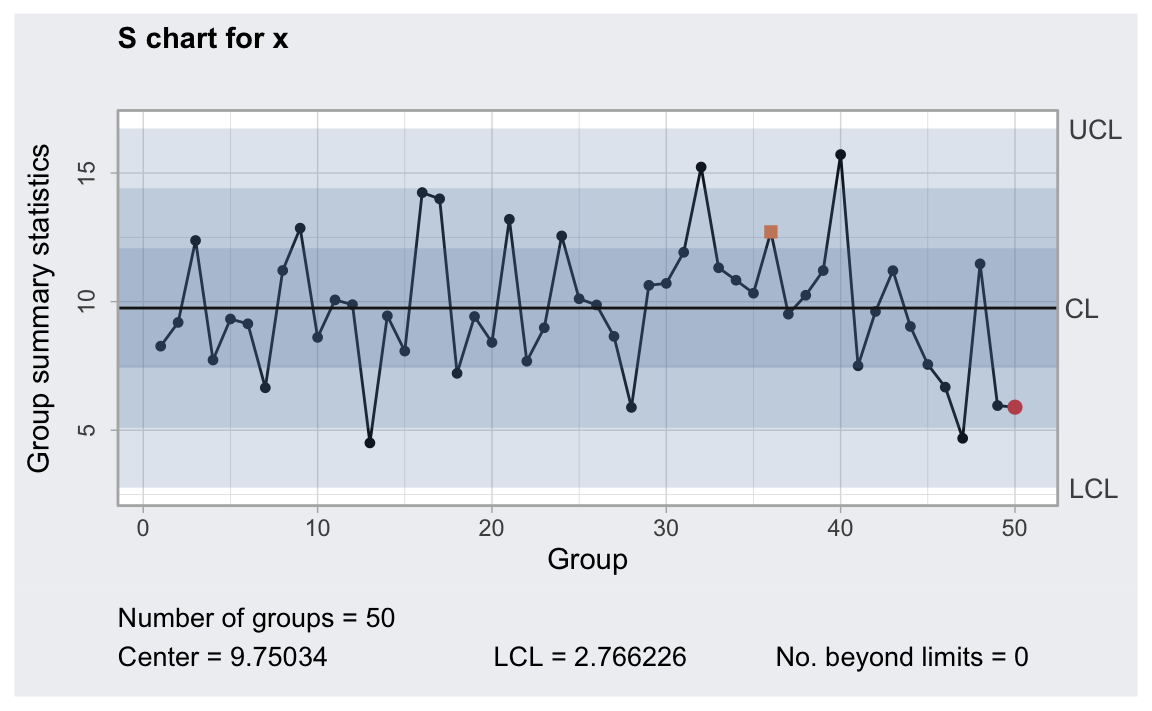 S chart for x
Group summary statistics
15
10
5
UCL
CL
LCL
0 10 20 30 40 50
Group
Number of groups = 50
Center = 9.75034 LCL = 2.766226 No. beyond limits = 0